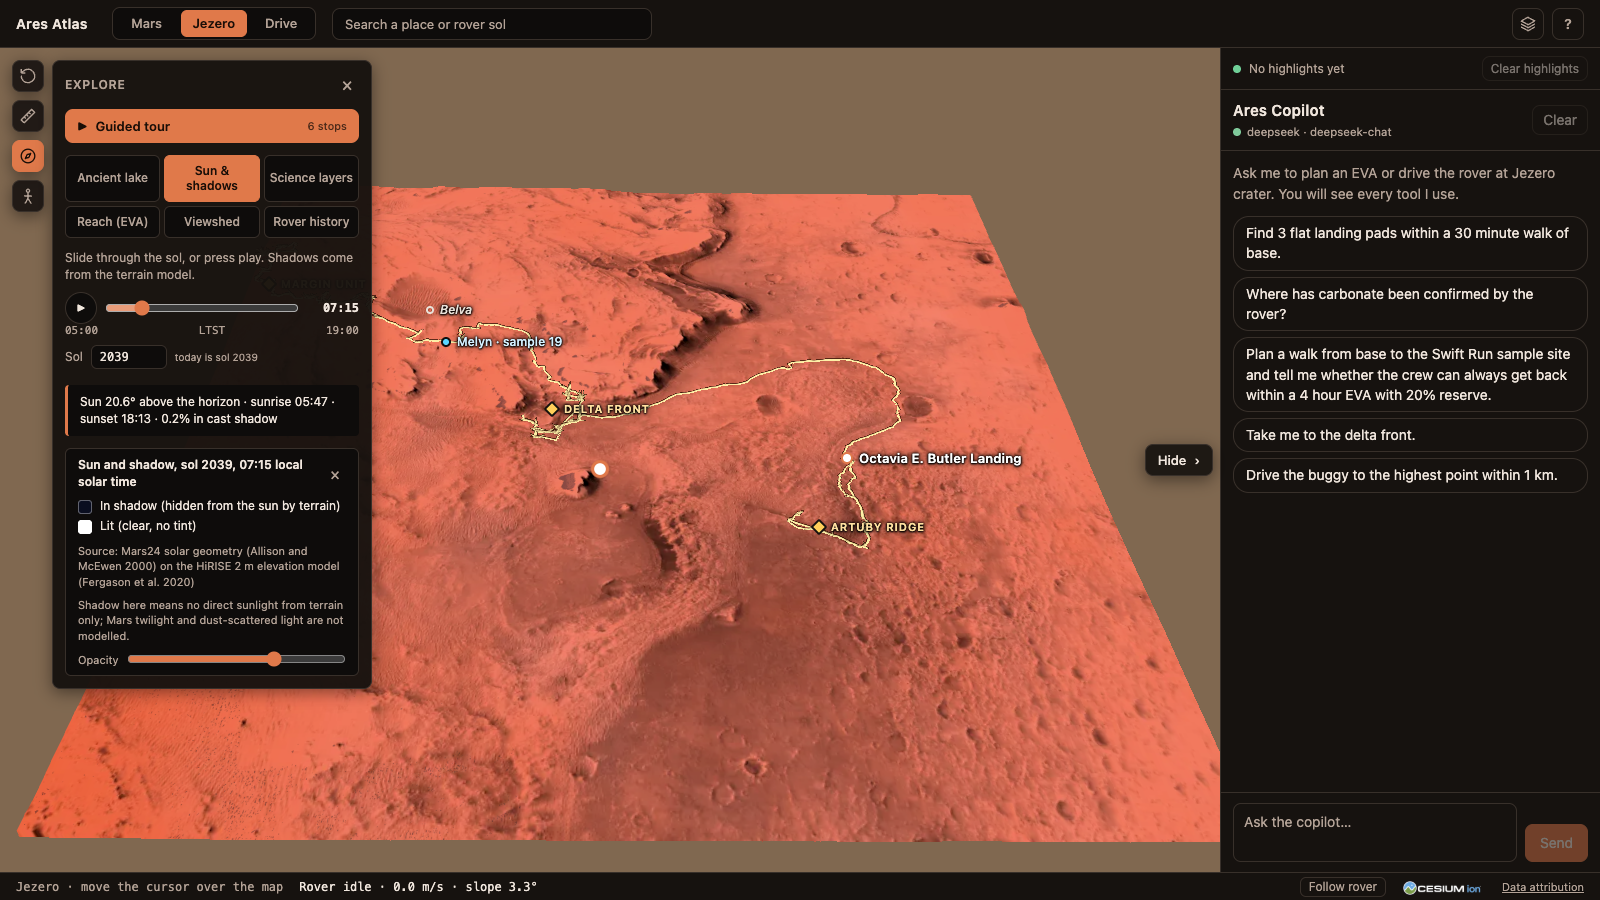 Ares Atlas
Mars
Jezero
Drive
Search a place or rover sol
?
EXPLORE
Guided tour
6 stops
Ancient lake
Sun &
shadows
Science layers
Reach (EVA)
Viewshed
Rover history
Slide through the sol, or press play. Shadows come
from the terrain model.
MARGIN UNIT
07:15
05:00
LTST
19:00
Sol
2039
today is sol 2039
Sun 20.6° above the horizon · sunrise 05:47 ·
sunset 18:13 · 0.2% in cast shadow
Sun and shadow, sol 2039, 07:15 local
solar time
In shadow (hidden from the sun by terrain)
Lit (clear, no tint)
Source: Mars24 solar geometry (Allison and
McEwen 2000) on the HiRISE 2 m elevation model
(Fergason et al. 2020)
Shadow here means no direct sunlight from terrain
only; Mars twilight and dust-scattered light are not
modelled.
Opacity
Belva
Melyn · sample 19
DELTA FRONT
Octavia E. Butler Landing
ARTUBY RIDGE
Hide ›
No highlights yet
Clear highlights
Ares Copilot
deepseek · deepseek-chat
Clear
Ask me to plan an EVA or drive the rover at Jezero
crater. You will see every tool I use.
Find 3 flat landing pads within a 30 minute walk of
base.
Where has carbonate been confirmed by the
rover?
Plan a walk from base to the Swift Run sample site
and tell me whether the crew can always get back
within a 4 hour EVA with 20% reserve.
Take me to the delta front.
Drive the buggy to the highest point within 1 km.
Ask the copilot...
Send
Jezero · move the cursor over the map
Rover idle · 0.0 m/s · slope 3.3°
Follow rover
CESIUM ion
Data attribution